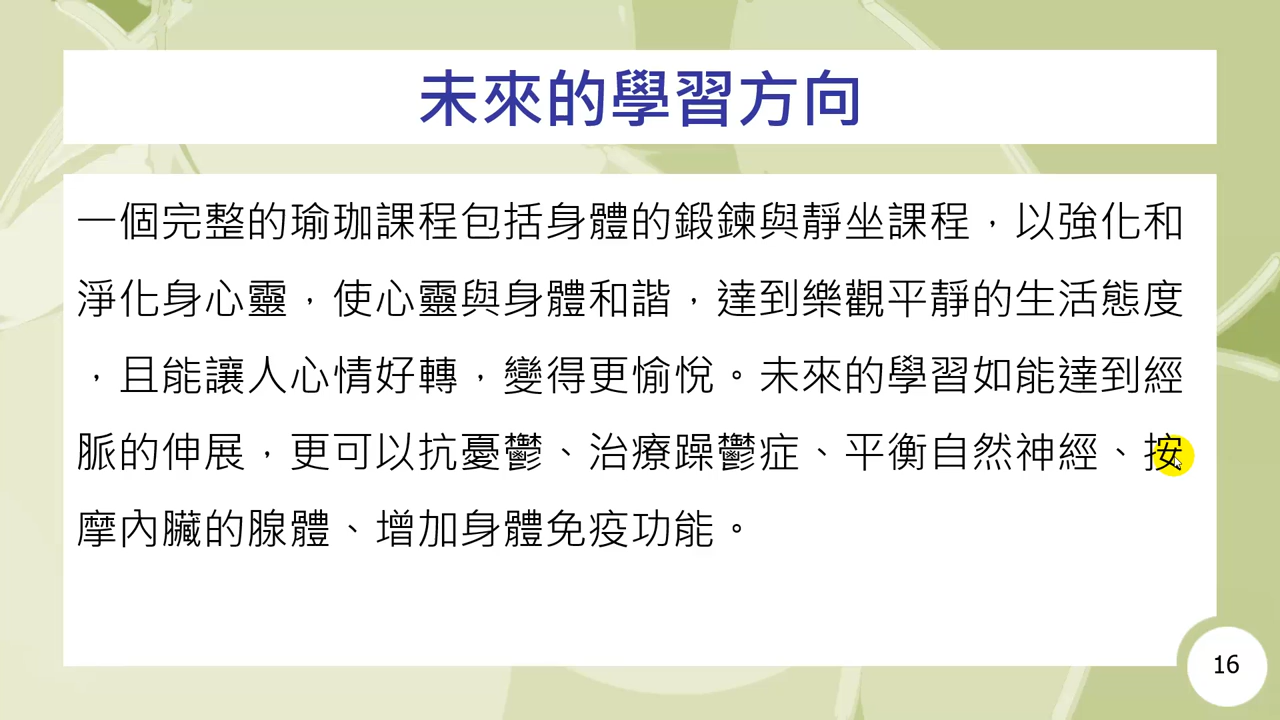 未來的學習方向
一個完整的瑜珈課程包括身體的鍛鍊與靜坐課程，以強化和
淨化身心靈，使心靈與身體和諧，達到樂觀平靜的生活態度
，且能讓人心情好轉，變得更愉悅。未來的學習如能達到經
脈的伸展，更可以抗憂鬱、治療躁鬱症、平衡自然神經、按
摩內臟的腺體、增加身體免疫功能。
16